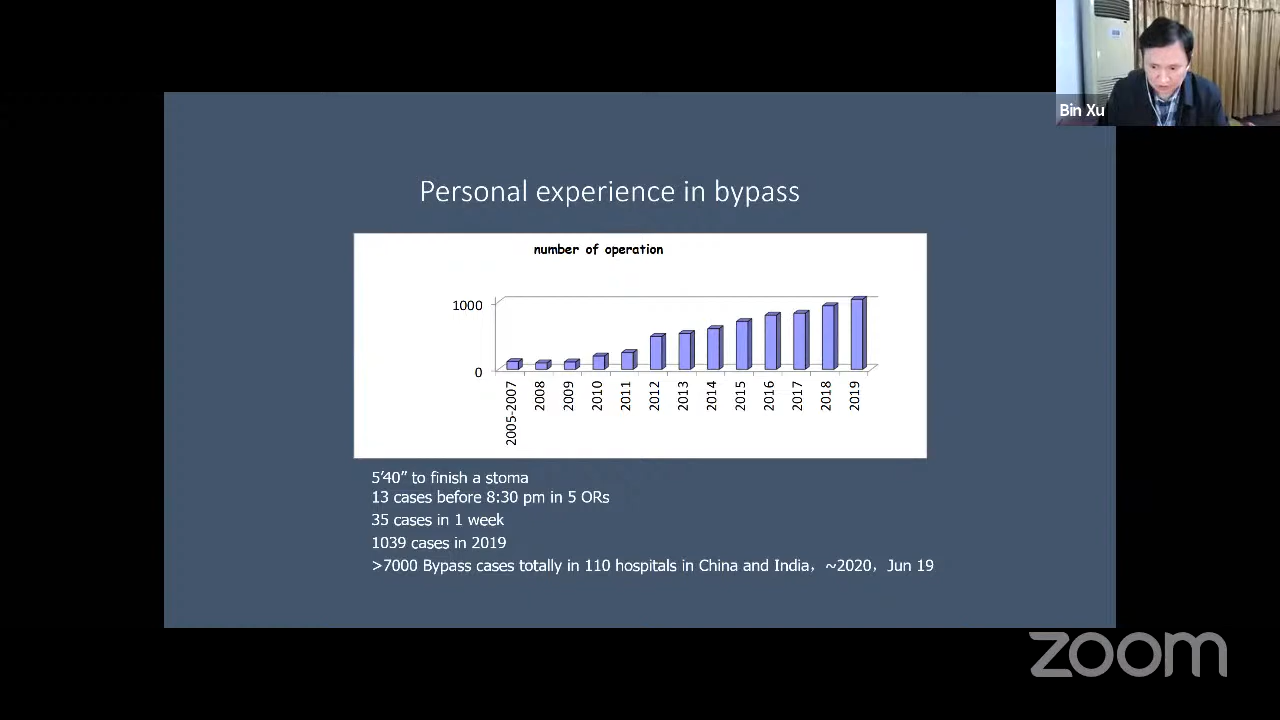 Bin Xu
Personal experience in bypass
number of operation
1000
0
2005-2007
2008
2009
2010
2011
2012
2013
2014
2015
2016
2017
2018
2019
5’40” to finish a stoma
13 cases before 8:30 pm in 5 ORs
35 cases in 1 week
1039 cases in 2019
>7000 Bypass cases totally in 110 hospitals in China and India，~2020，Jun 19
zoom